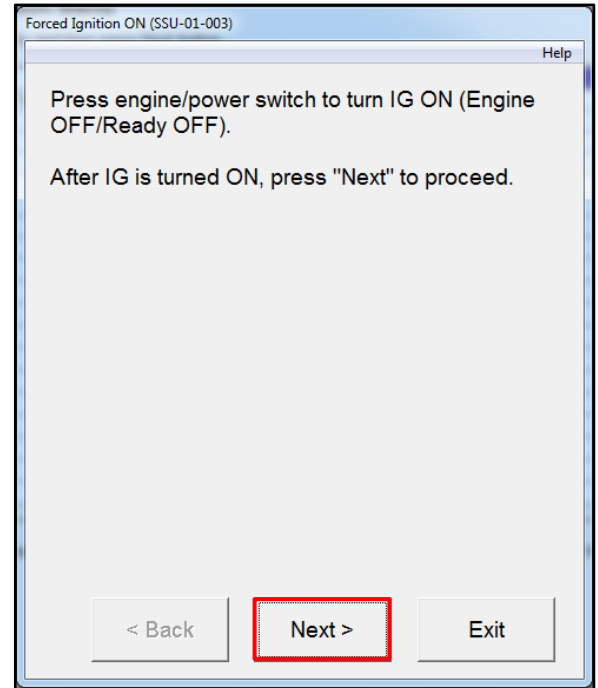 Forced Ignition ON (SSU-01-003)
Help
Press engine/power switch to turn IG ON (Engine
OFF/Ready OFF).
After IG is turned ON, press "Next" to proceed.
< Back
Next >
Exit